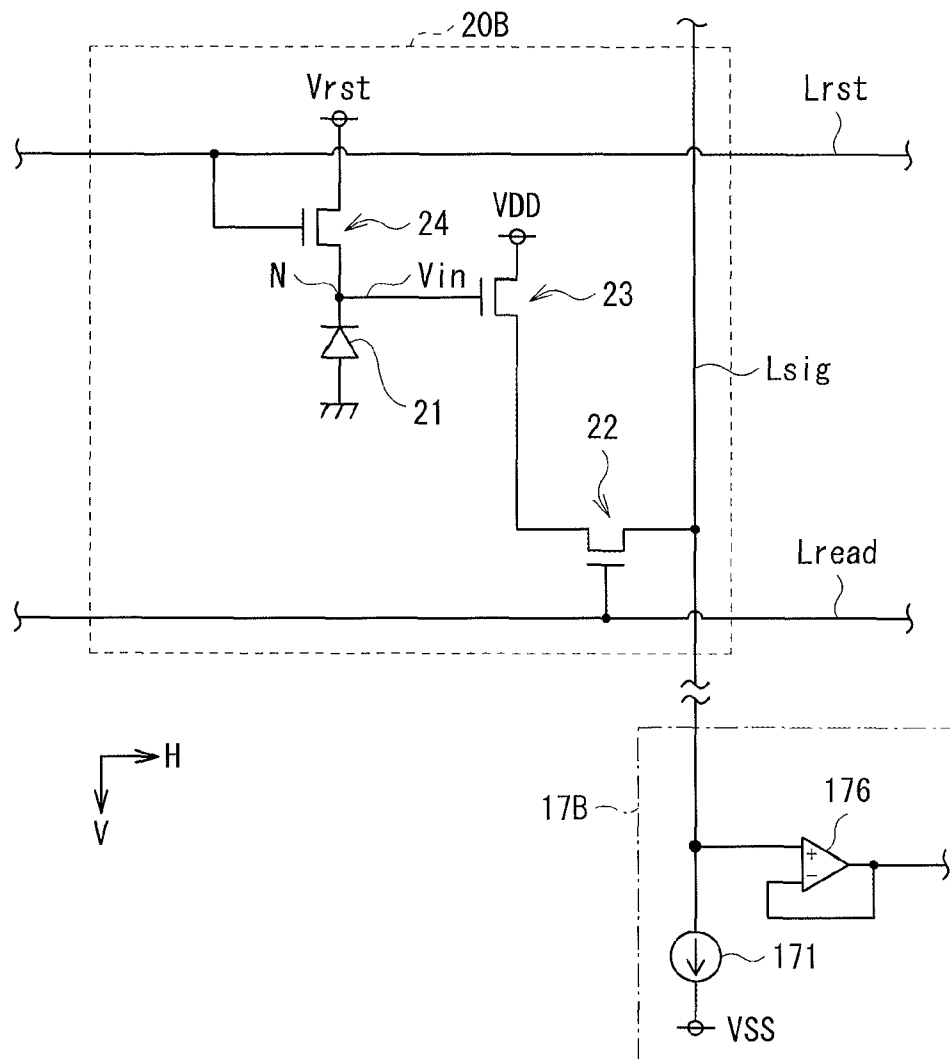 20B
Vrst
Lrst
VDD
24
N
Vin
23
Lsig
21
22
Lread
H
V
17B
176
+
−
171
VSS